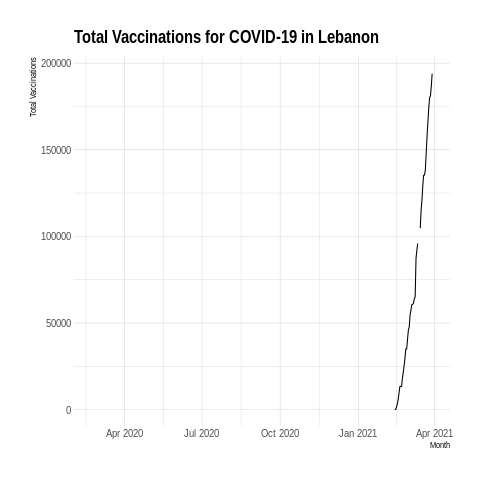 Total Vaccinations for COVID-19 in Lebanon
Total Vaccinations
200000
150000
100000
50000
0
Apr 2020 Jul 2020 Oct 2020 Jan 2021 Apr 2021
Month